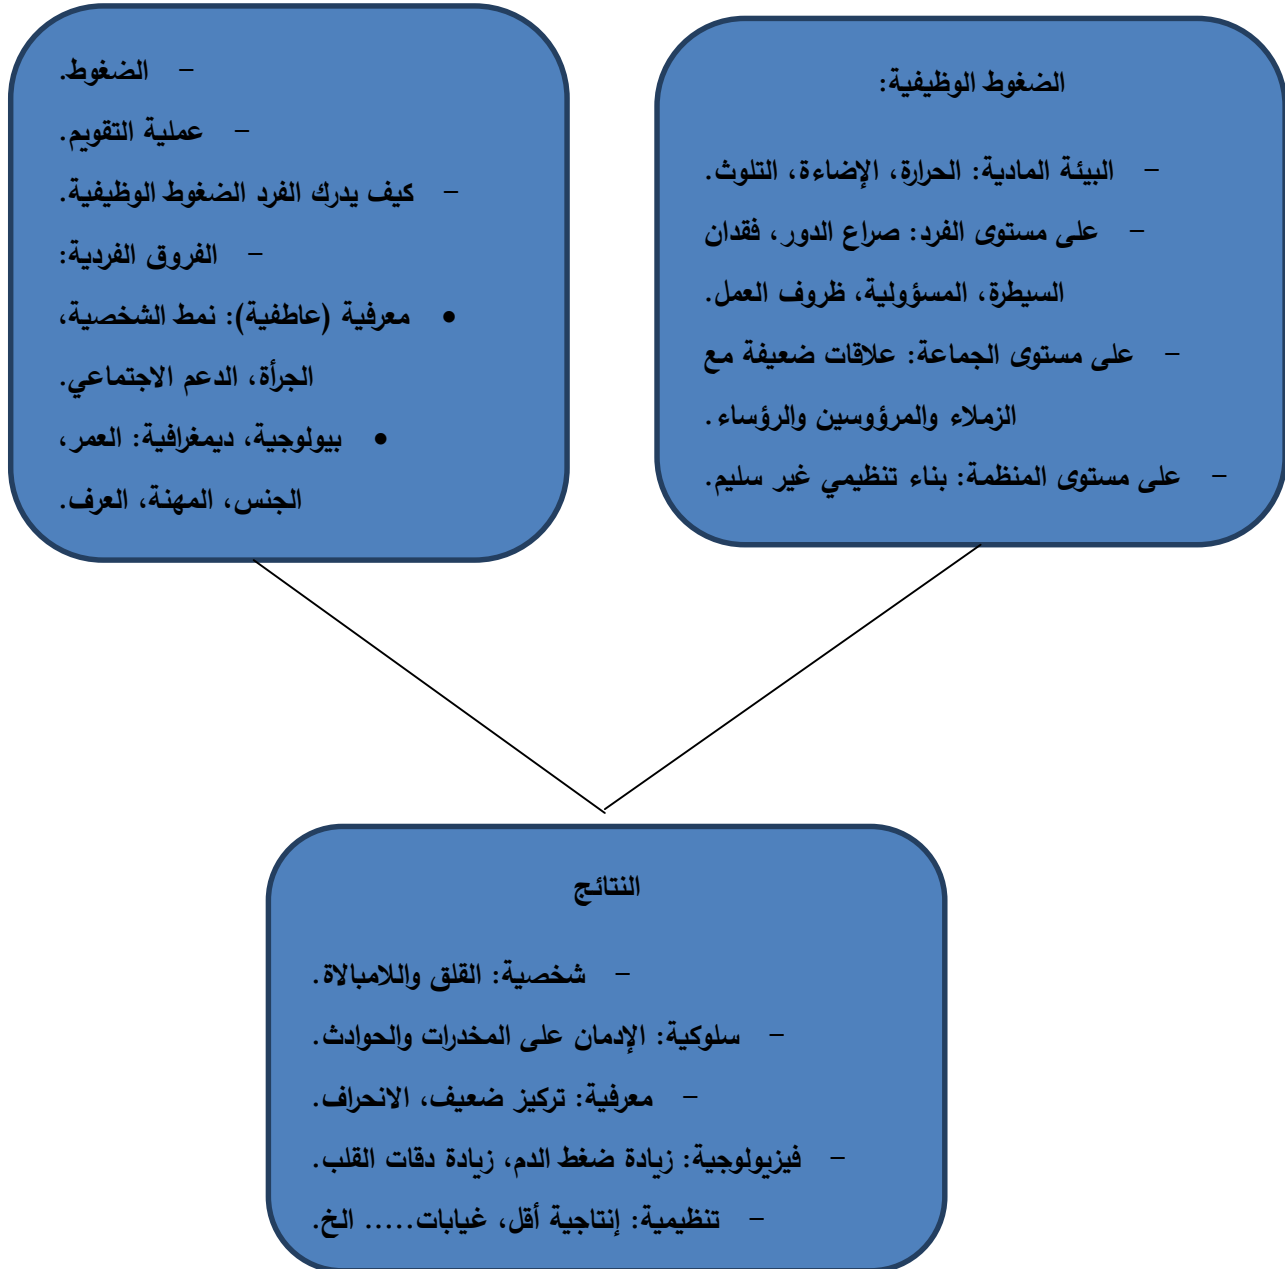 الضغوط الوظيفية:
– البيئة المادية: الحرارة، الإضاءة، التلوث.
– على مستوى الفرد: صراع الدور، فقدان
السيطرة، المسؤولية، ظروف العمل.
– على مستوى الجماعة: علاقات ضعيفة مع
الزملاء والمرؤوسين والرؤساء.
– على مستوى المنظمة: بناء تنظيمي غير سليم.
– الضغوط.
– عملية التقويم.
– كيف يدرك الفرد الضغوط الوظيفية.
– الفروق الفردية:
• معرفية (عاطفية): نمط الشخصية،
الجرأة، الدعم الاجتماعي.
• بيولوجية، ديمغرافية: العمر،
الجنس، المهنة، العرف.
النتائج
– شخصية: القلق واللامبالاة.
– سلوكية: الإدمان على المخدرات والحوادث.
– معرفية: تركيز ضعيف، الانحراف.
– فيزيولوجية: زيادة ضغط الدم، زيادة دقات القلب.
– تنظيمية: إنتاجية أقل، غيابات..... الخ.